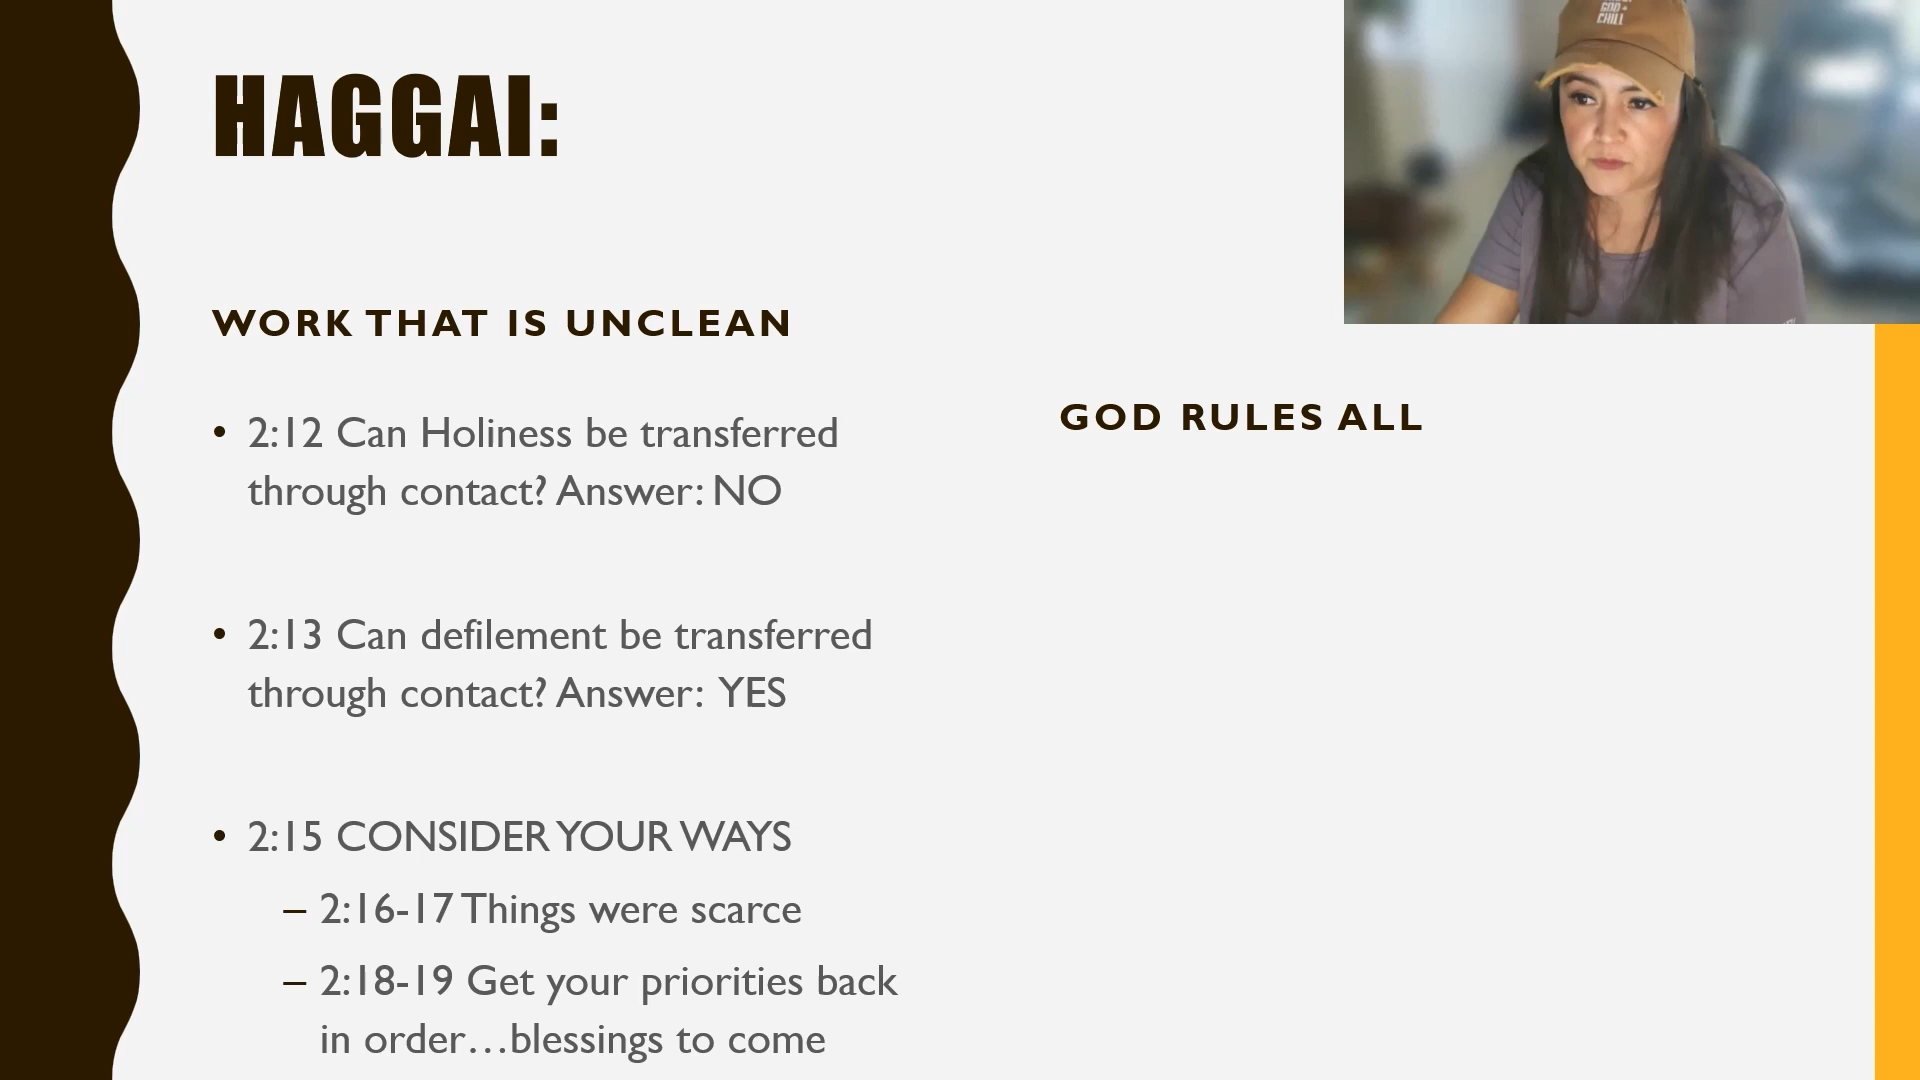 HAGGAI:
WORK THAT IS UNCLEAN
• 2:12 Can Holiness be transferred
through contact? Answer: NO
• 2:13 Can defilement be transferred
through contact? Answer: YES
• 2:15 CONSIDER YOUR WAYS
– 2:16-17 Things were scarce
– 2:18-19 Get your priorities back
in order…blessings to come
GOD RULES ALL
GOD +
CHILL